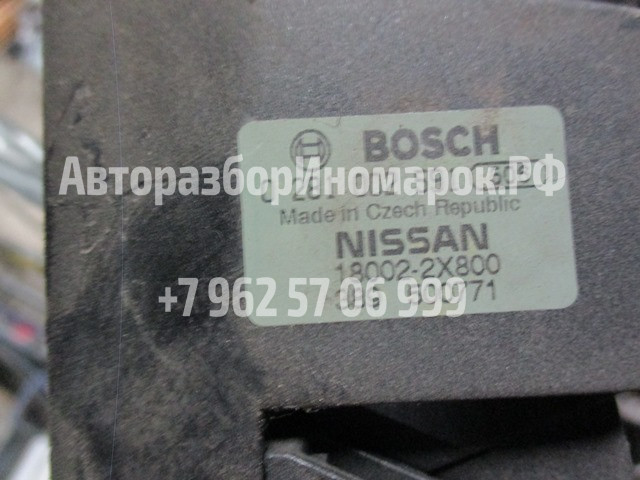 BOSCH
АвторазборИномарок.РФ
Made in Czech Republic
NISSAN
18002-2X800
+7 962 57 06 999